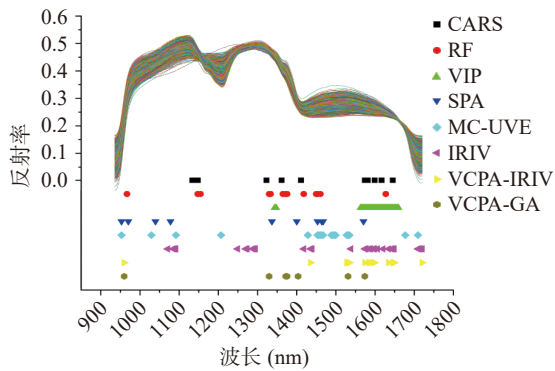 0.6
0.5
0.4
0.3
0.2
0.1
0.0
反射率
CARS
RF
VIP
SPA
MC-UVE
IRIV
VCPA-IRIV
VCPA-GA
900 1000 1100 1200 1300 1400 1500 1600 1700 1800
波长 (nm)